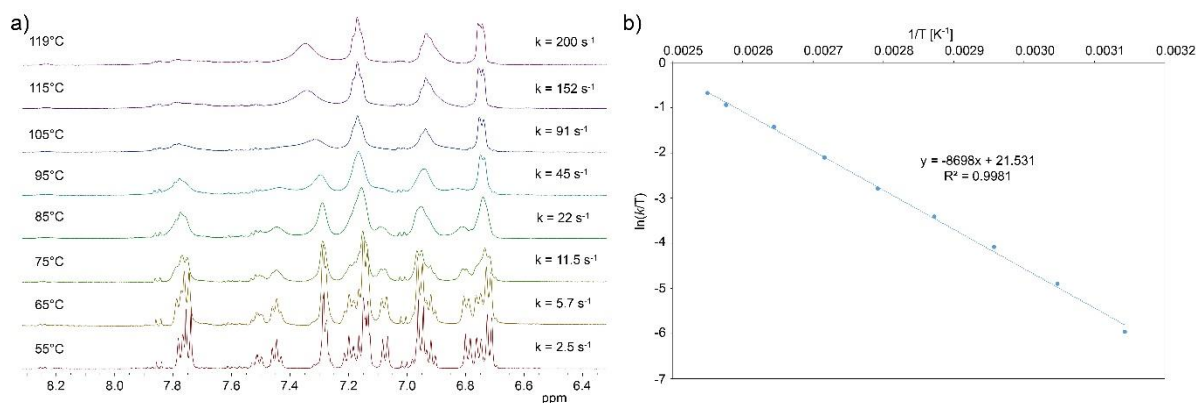 a)
119°C
k = 200 s⁻¹
115°C
k = 152 s⁻¹
105°C
k = 91 s⁻¹
95°C
k = 45 s⁻¹
85°C
k = 22 s⁻¹
75°C
k = 11.5 s⁻¹
65°C
k = 5.7 s⁻¹
55°C
k = 2.5 s⁻¹
8.2 8.0 7.8 7.6 7.4 7.2 7.0 6.8 6.6 6.4
ppm
b)
1/T [K⁻¹]
0.0025 0.0026 0.0027 0.0028 0.0029 0.0030 0.0031 0.0032
0
-1
-2
-3
-4
-5
-6
-7
ln(k/T)
y = -8698x + 21.531
R² = 0.9981